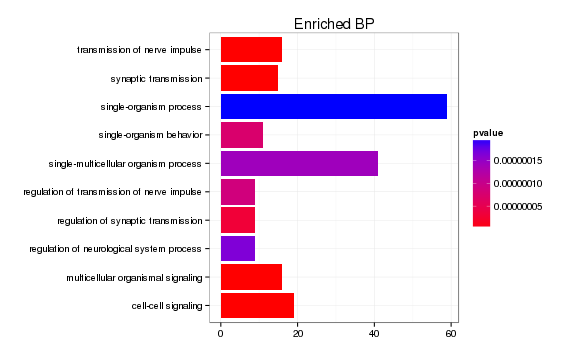 Enriched BP
transmission of nerve impulse
synaptic transmission
single-organism process
single-organism behavior
single-multicellular organism process
regulation of transmission of nerve impulse
regulation of synaptic transmission
regulation of neurological system process
multicellular organismal signaling
cell-cell signaling
0 20 40 60
pvalue
0.00000015
0.00000010
0.00000005